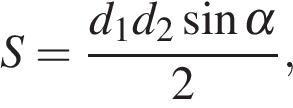 S = \frac{d_1 d_2 \sin \alpha}{2},